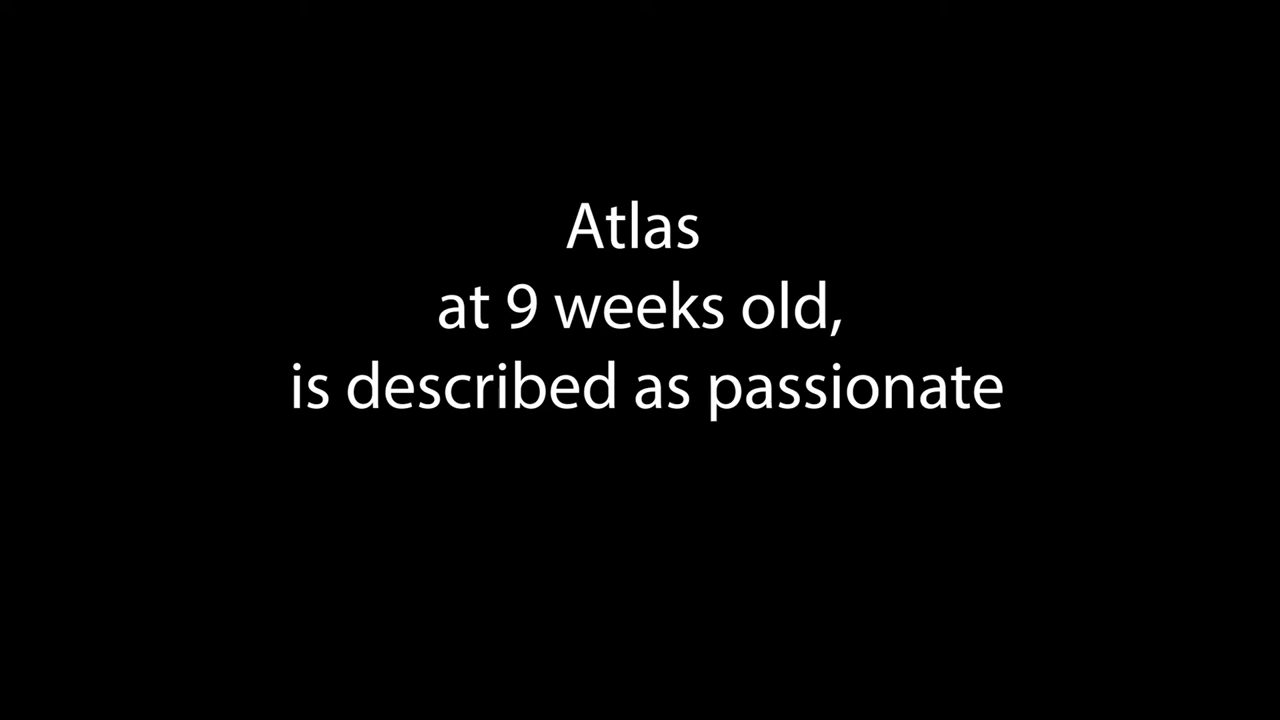 Atlas
at 9 weeks old,
is described as passionate